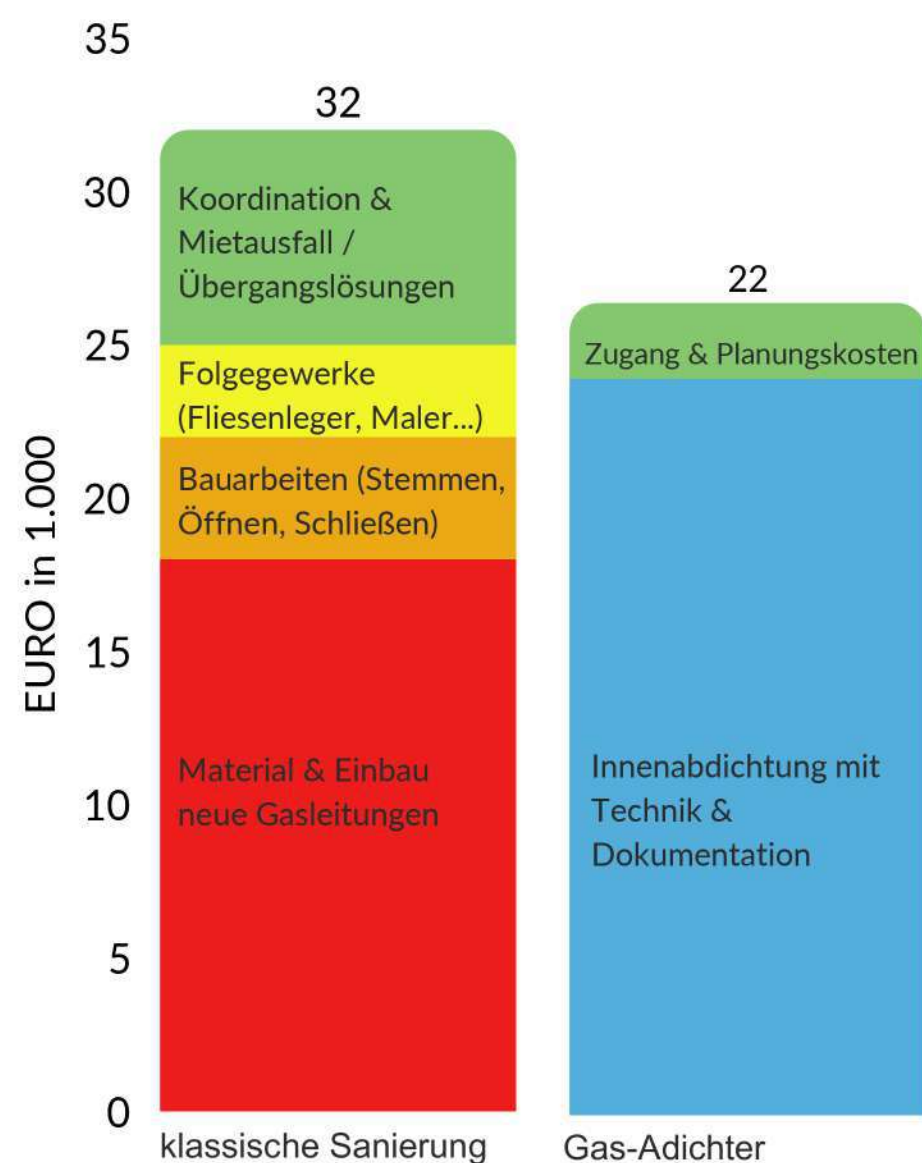 35
32
30
Koordination &
Mietausfall /
Übergangslösungen
22
25
Zugang & Planungskosten
Folgegewerke
(Fliesenleger, Maler...)
EURO in 1.000
20
Bauarbeiten (Stemmen,
Öffnen, Schließen)
15
10
Material & Einbau
neue Gasleitungen
Innenabdichtung mit
Technik &
Dokumentation
5
0
klassische Sanierung
Gas-Adichter